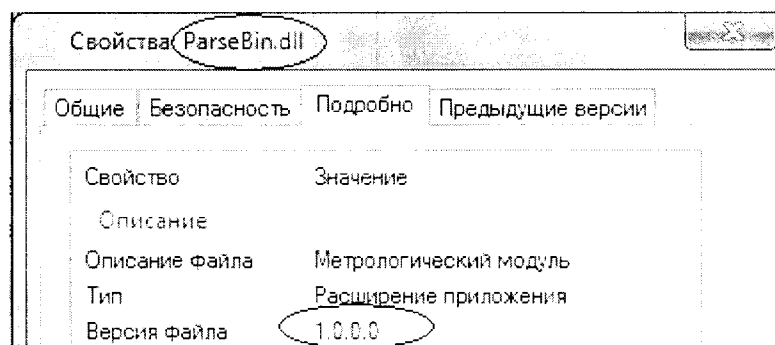 Свойства: ParseBin.dll
Общие Безопасность Подробно Предыдущие версии
Свойство Значение
Описание
Описание файла Метрологический модуль
Тип Расширение приложения
Версия файла 1.0.0.0